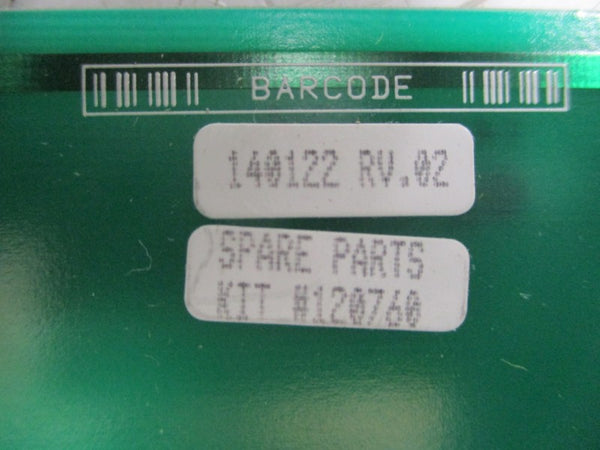 BARCODE
140122 RV.02
SPARE PARTS
KIT #120760